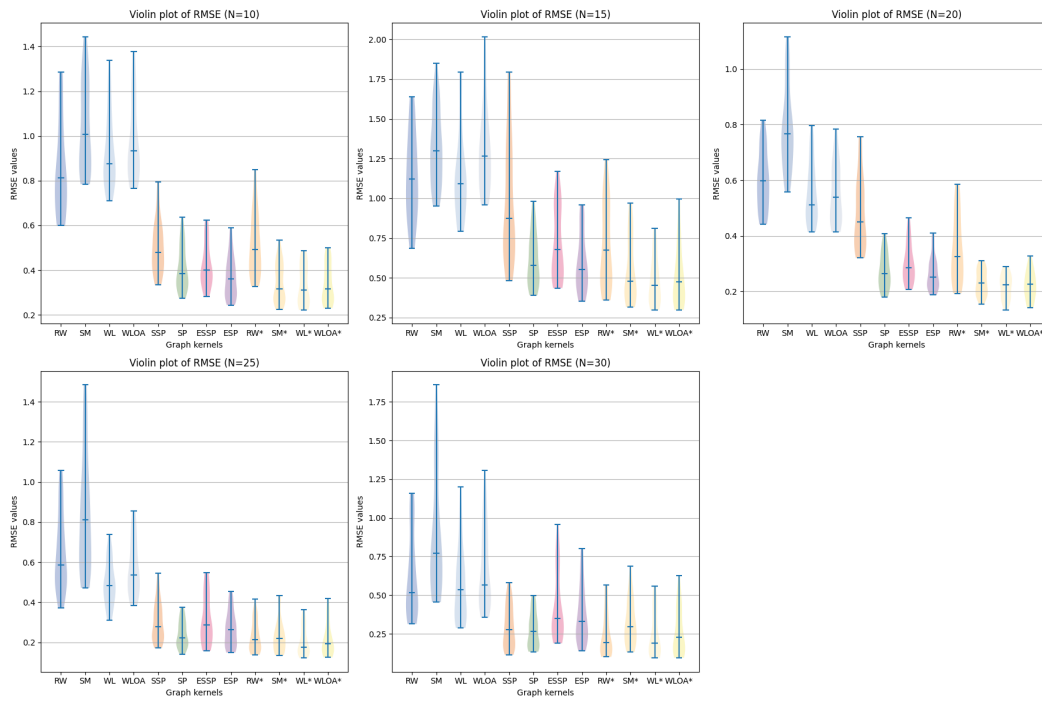 Violin plot of RMSE (N=10)
RMSE values
1.4
1.2
1.0
0.8
0.6
0.4
0.2
RW SM WL WLOA SSP SP ESSP ESP RW* SM* WL* WLOA*
Graph kernels
Violin plot of RMSE (N=15)
RMSE values
2.00
1.75
1.50
1.25
1.00
0.75
0.50
0.25
RW SM WL WLOA SSP SP ESSP ESP RW* SM* WL* WLOA*
Graph kernels
Violin plot of RMSE (N=20)
RMSE values
1.0
0.8
0.6
0.4
0.2
RW SM WL WLOA SSP SP ESSP ESP RW* SM* WL* WLOA*
Graph kernels
Violin plot of RMSE (N=25)
RMSE values
1.4
1.2
1.0
0.8
0.6
0.4
0.2
RW SM WL WLOA SSP SP ESSP ESP RW* SM* WL* WLOA*
Graph kernels
Violin plot of RMSE (N=30)
RMSE values
1.75
1.50
1.25
1.00
0.75
0.50
0.25
RW SM WL WLOA SSP SP ESSP ESP RW* SM* WL* WLOA*
Graph kernels